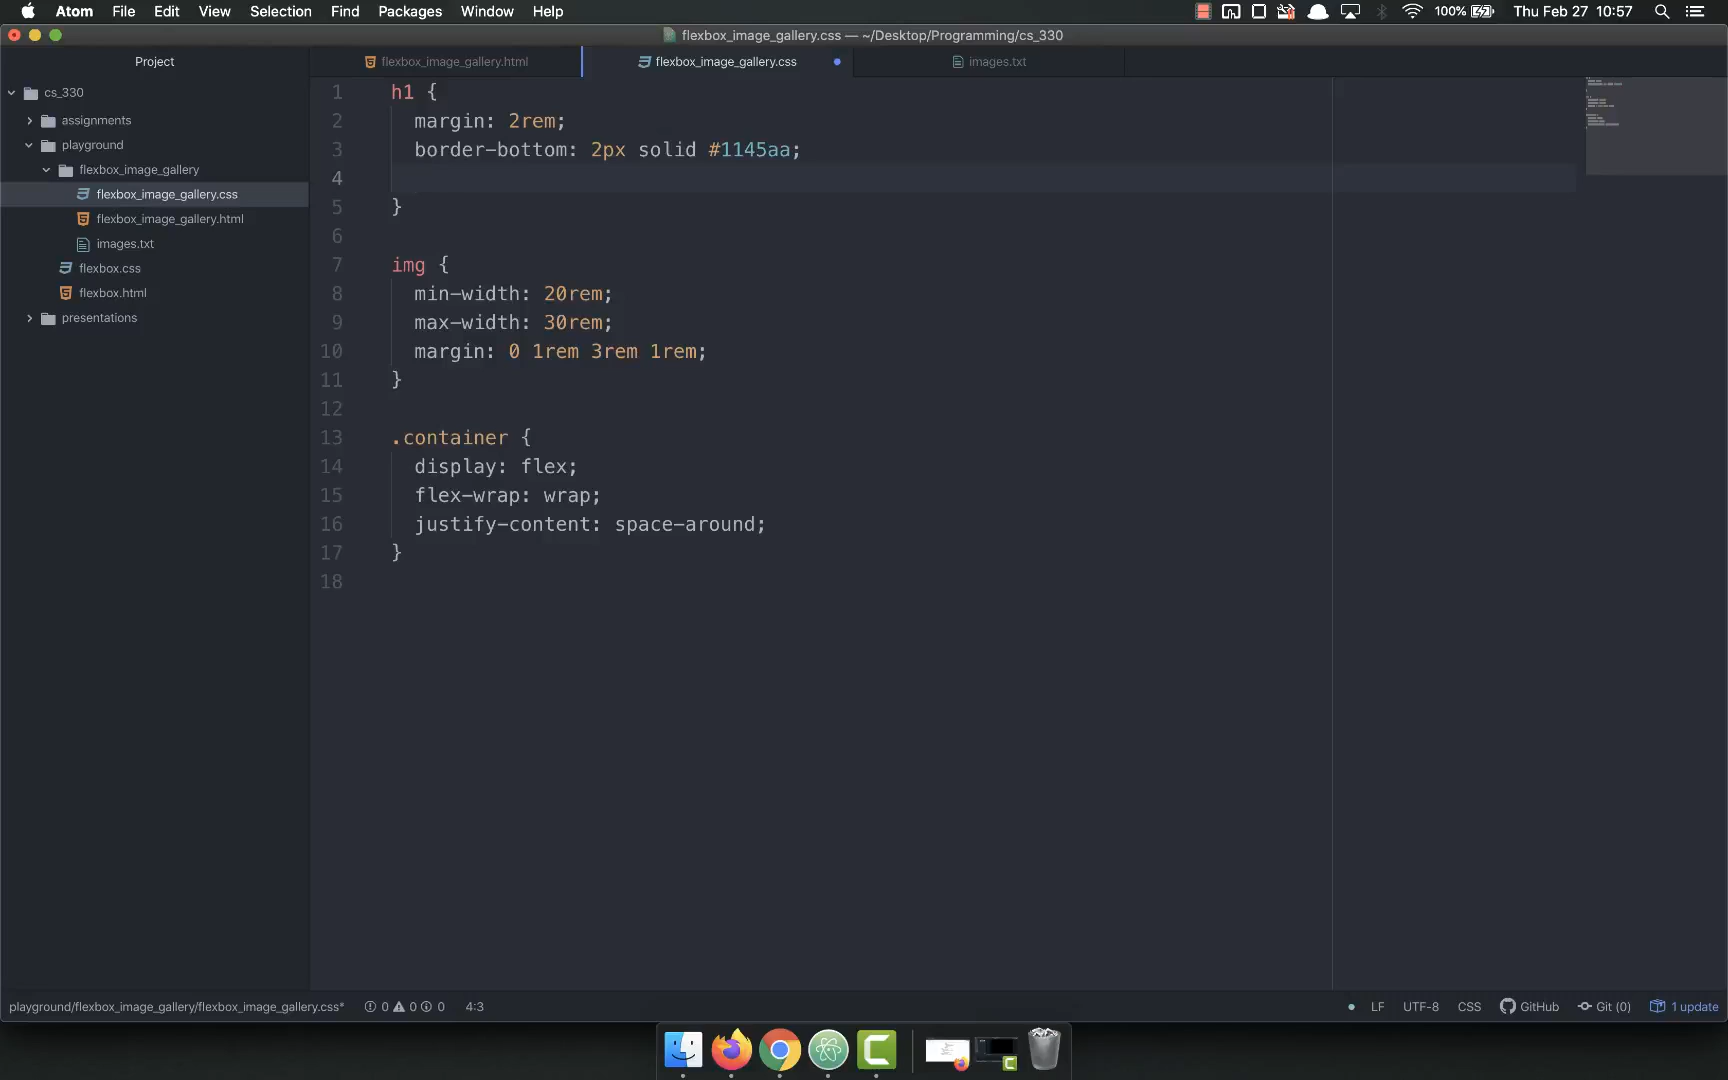 Atom File Edit View Selection Find Packages Window Help 100% Thu Feb 27 10:57
flexbox_image_gallery.css — ~/Desktop/Programming/cs_330
Project
flexbox_image_gallery.html flexbox_image_gallery.css images.txt
cs_330
assignments
playground
flexbox_image_gallery
flexbox_image_gallery.css
flexbox_image_gallery.html
images.txt
flexbox.css
flexbox.html
presentations
1 h1 {
2 margin: 2rem;
3 border-bottom: 2px solid #1145aa;
4
5 }
6
7 img {
8 min-width: 20rem;
9 max-width: 30rem;
10 margin: 0 1rem 3rem 1rem;
11 }
12
13 .container {
14 display: flex;
15 flex-wrap: wrap;
16 justify-content: space-around;
17 }
18
playground/flexbox_image_gallery/flexbox_image_gallery.css* 0 0 0 4:3 LF UTF-8 CSS GitHub Git (0) 1 update